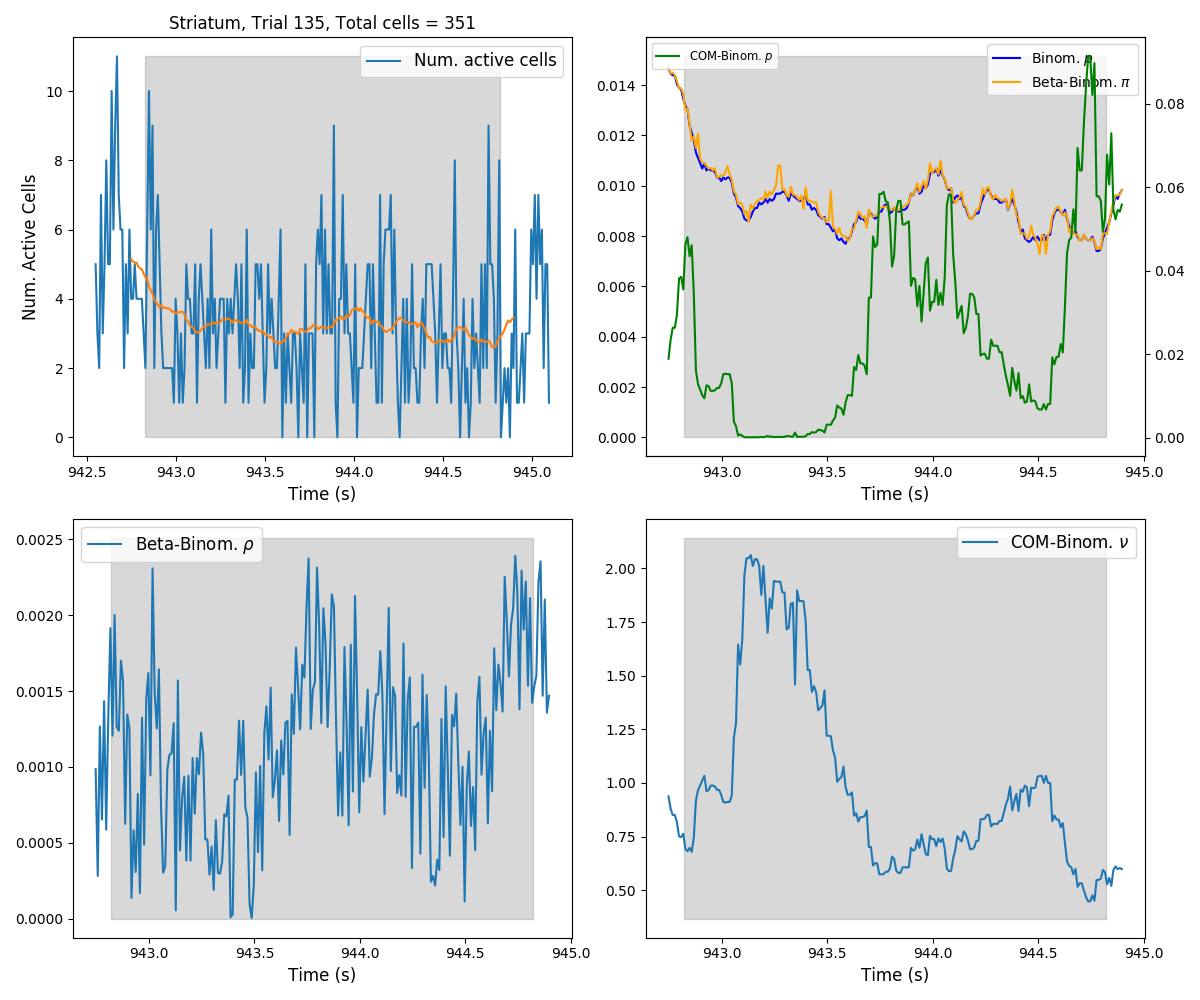 Striatum, Trial 135, Total cells = 351
Num. active cells
Num. Active Cells
10
8
6
4
2
0
942.5 943.0 943.5 944.0 944.5 945.0
Time (s)
COM-Binom. p
Binom. p
Beta-Binom. π
0.014
0.012
0.010
0.008
0.006
0.004
0.002
0.000
0.08
0.06
0.04
0.02
0.00
943.0 943.5 944.0 944.5 945.0
Time (s)
Beta-Binom. ρ
0.0025
0.0020
0.0015
0.0010
0.0005
0.0000
943.0 943.5 944.0 944.5 945.0
Time (s)
COM-Binom. ν
2.00
1.75
1.50
1.25
1.00
0.75
0.50
943.0 943.5 944.0 944.5 945.0
Time (s)